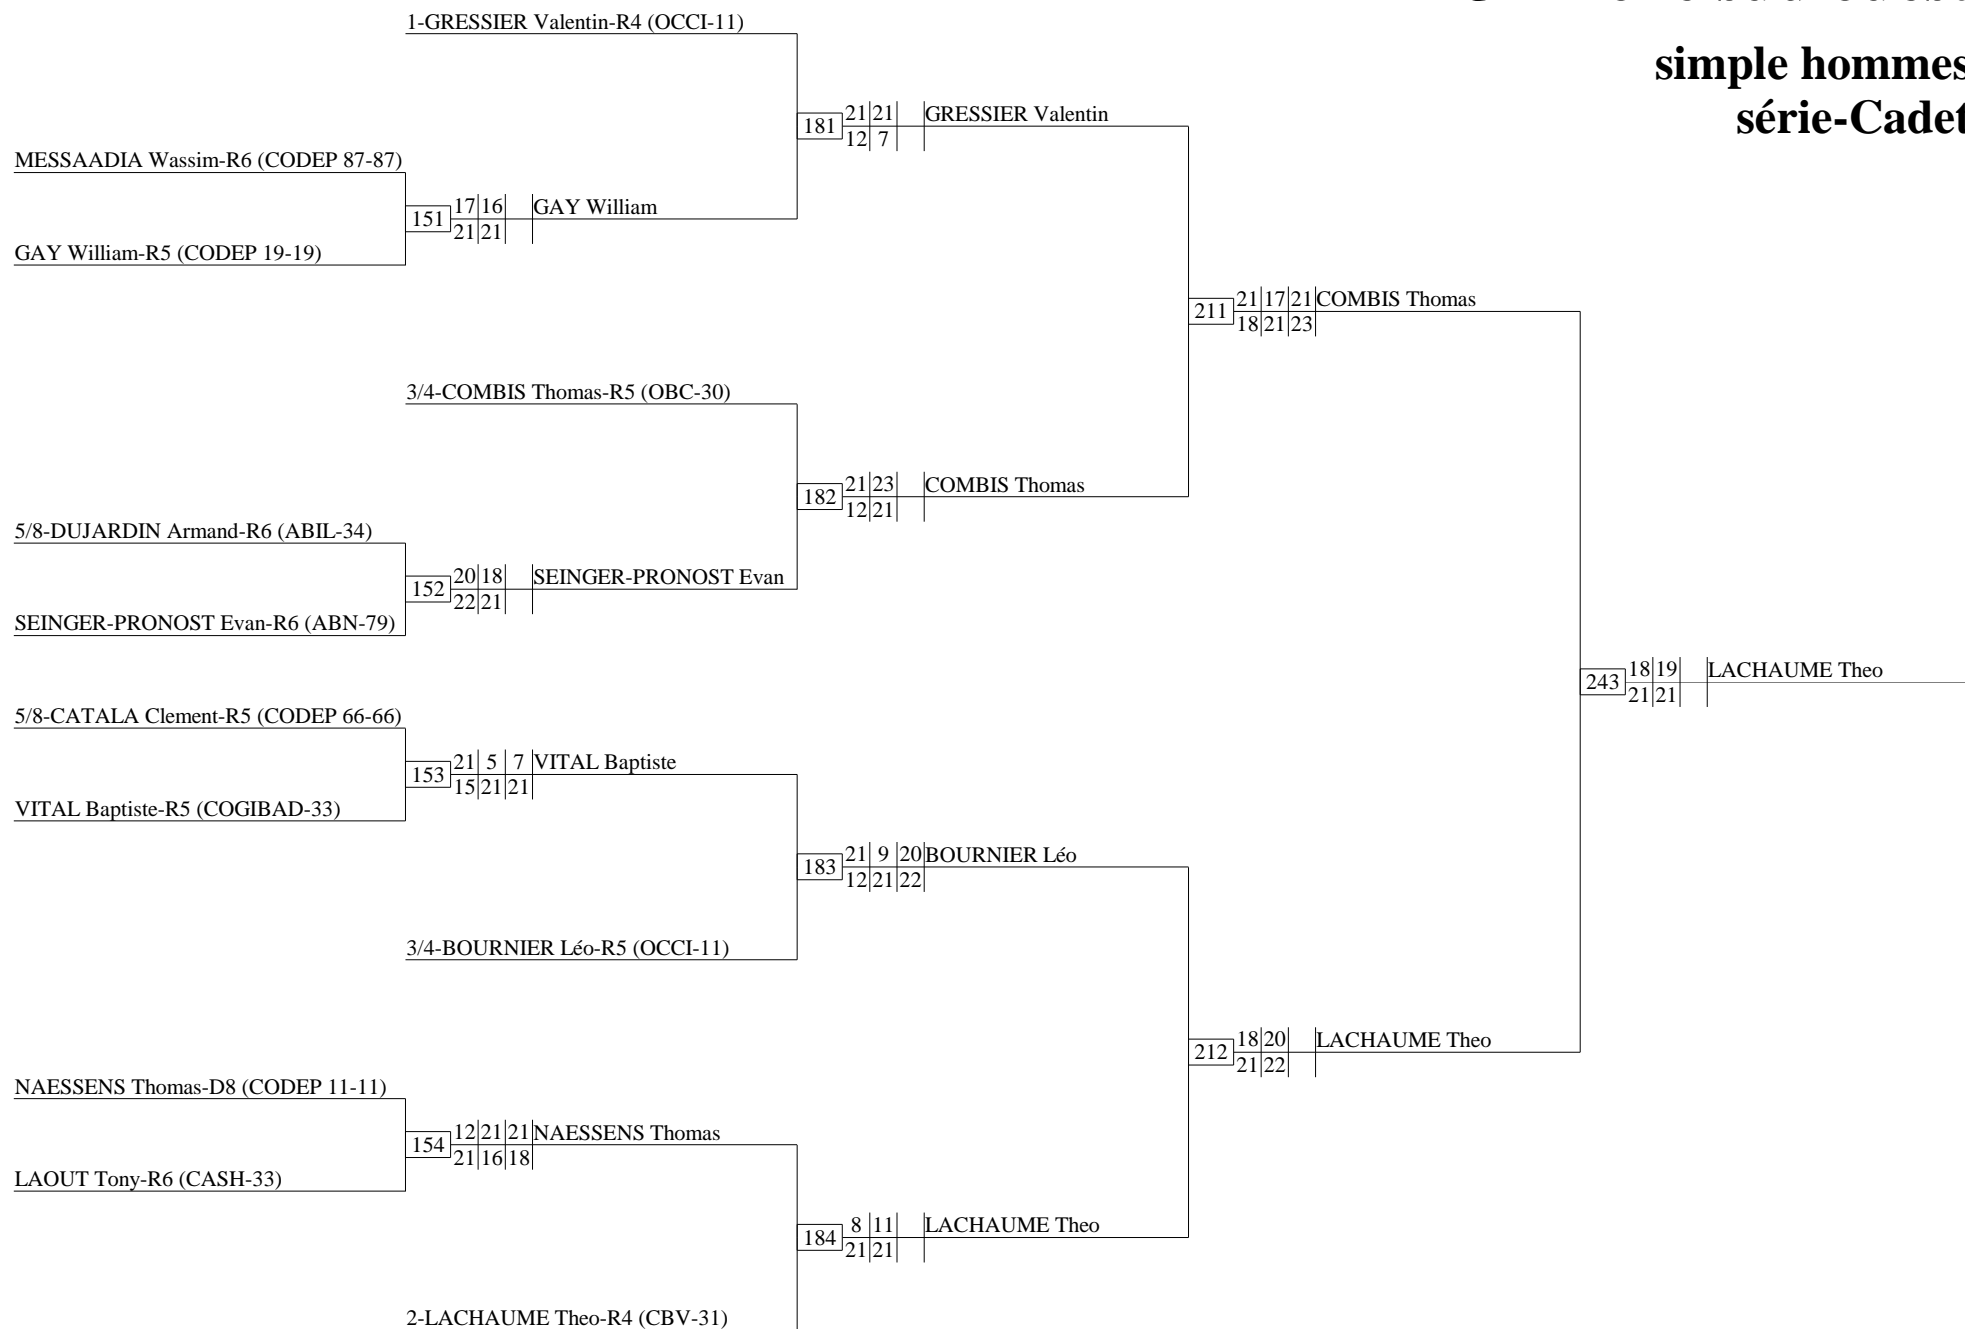 simple hommes
série-Cadet
1-GRESSIER Valentin-R4 (OCCI-11)
181 21 21 GRESSIER Valentin
12 7
MESSAADIA Wassim-R6 (CODEP 87-87)
151 17 16 GAY William
21 21
GAY William-R5 (CODEP 19-19)
211 21 17 21 COMBIS Thomas
18 21 23
3/4-COMBIS Thomas-R5 (OBC-30)
182 21 23 COMBIS Thomas
12 21
5/8-DUJARDIN Armand-R6 (ABIL-34)
152 20 18 SEINGER-PRONOST Evan
22 21
SEINGER-PRONOST Evan-R6 (ABN-79)
243 18 19 LACHAUME Theo
21 21
5/8-CATALA Clement-R5 (CODEP 66-66)
153 21 5 7 VITAL Baptiste
15 21 21
VITAL Baptiste-R5 (COGIBAD-33)
183 21 9 20 BOURNIER Léo
12 21 22
3/4-BOURNIER Léo-R5 (OCCI-11)
212 18 20 LACHAUME Theo
21 22
NAESSENS Thomas-D8 (CODEP 11-11)
154 12 21 21 NAESSENS Thomas
21 16 18
LAOUT Tony-R6 (CASH-33)
184 8 11 LACHAUME Theo
21 21
2-LACHAUME Theo-R4 (CBV-31)